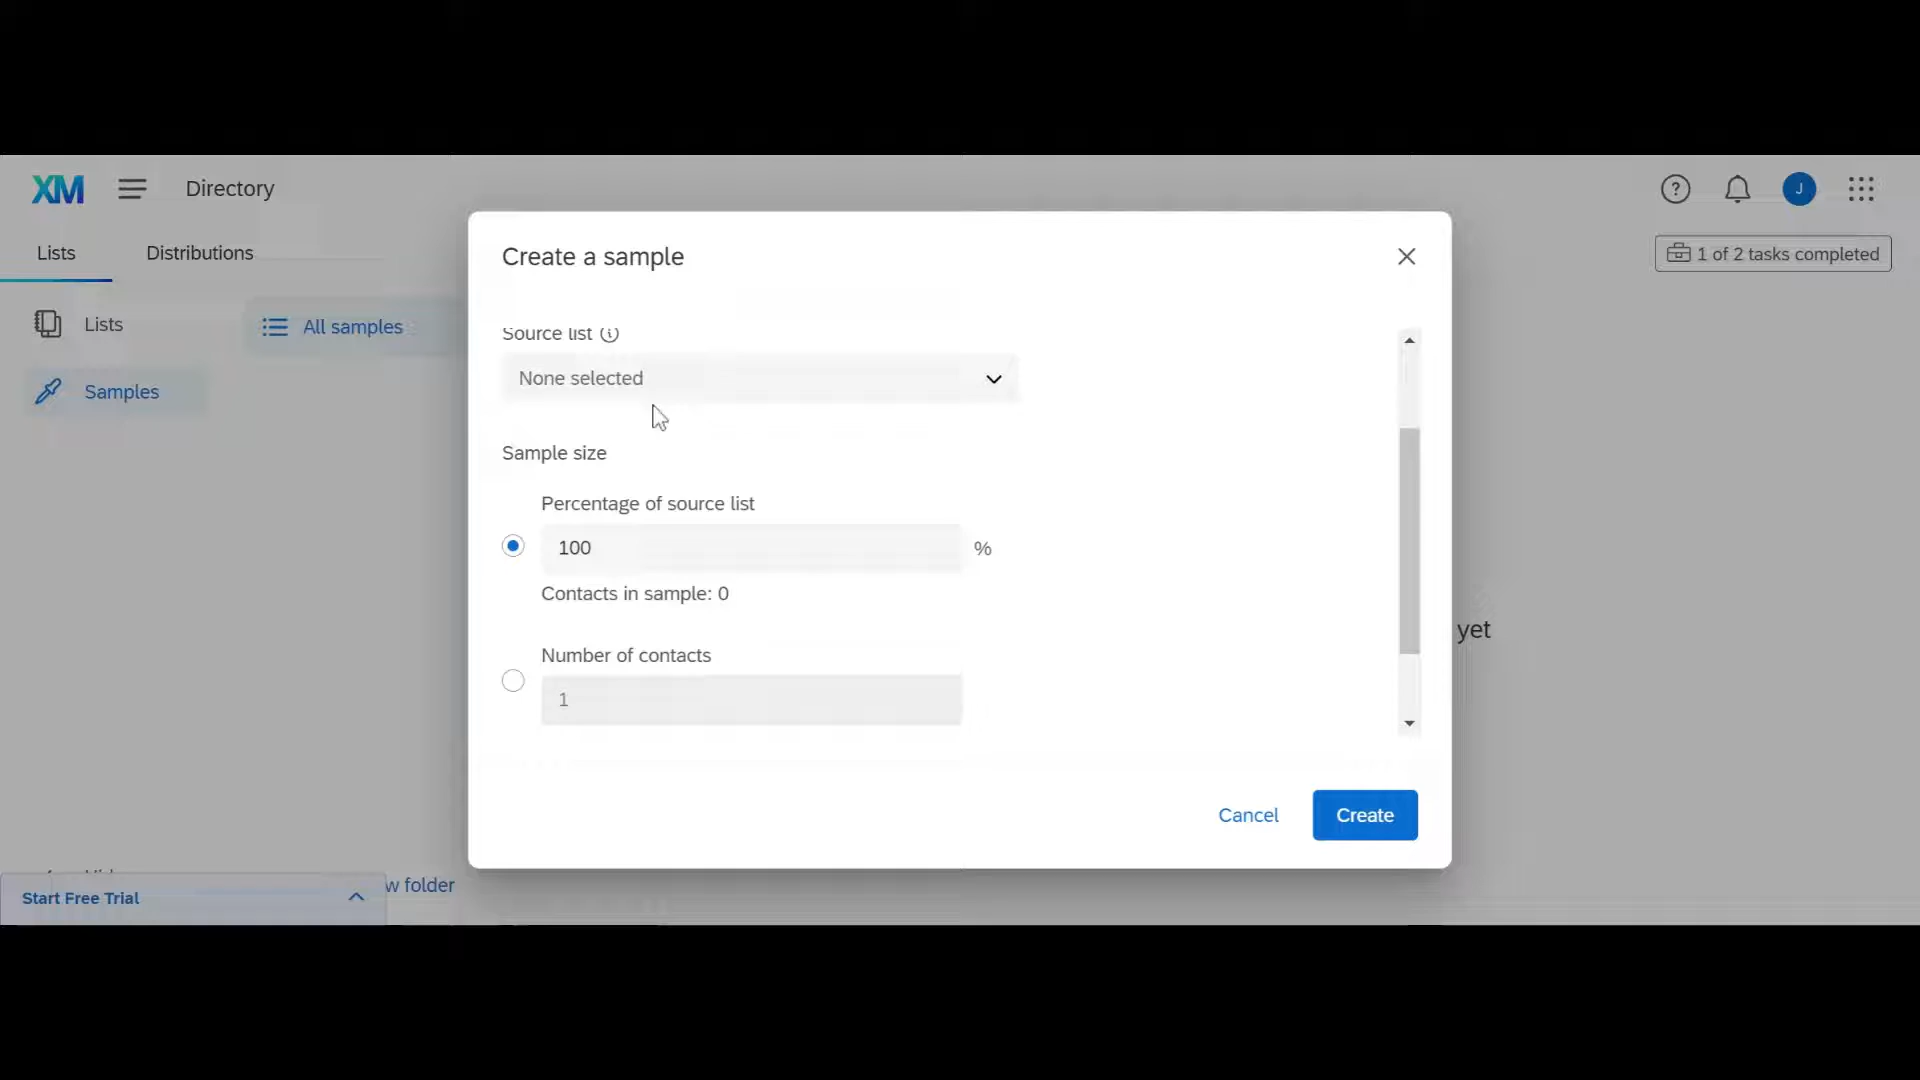 XM
Directory
?
J
Lists
Distributions
1 of 2 tasks completed
Lists
All samples
Samples
Create a sample
Source list
None selected
Sample size
Percentage of source list
100
%
Contacts in sample: 0
Number of contacts
1
yet
Cancel
Create
w folder
Start Free Trial